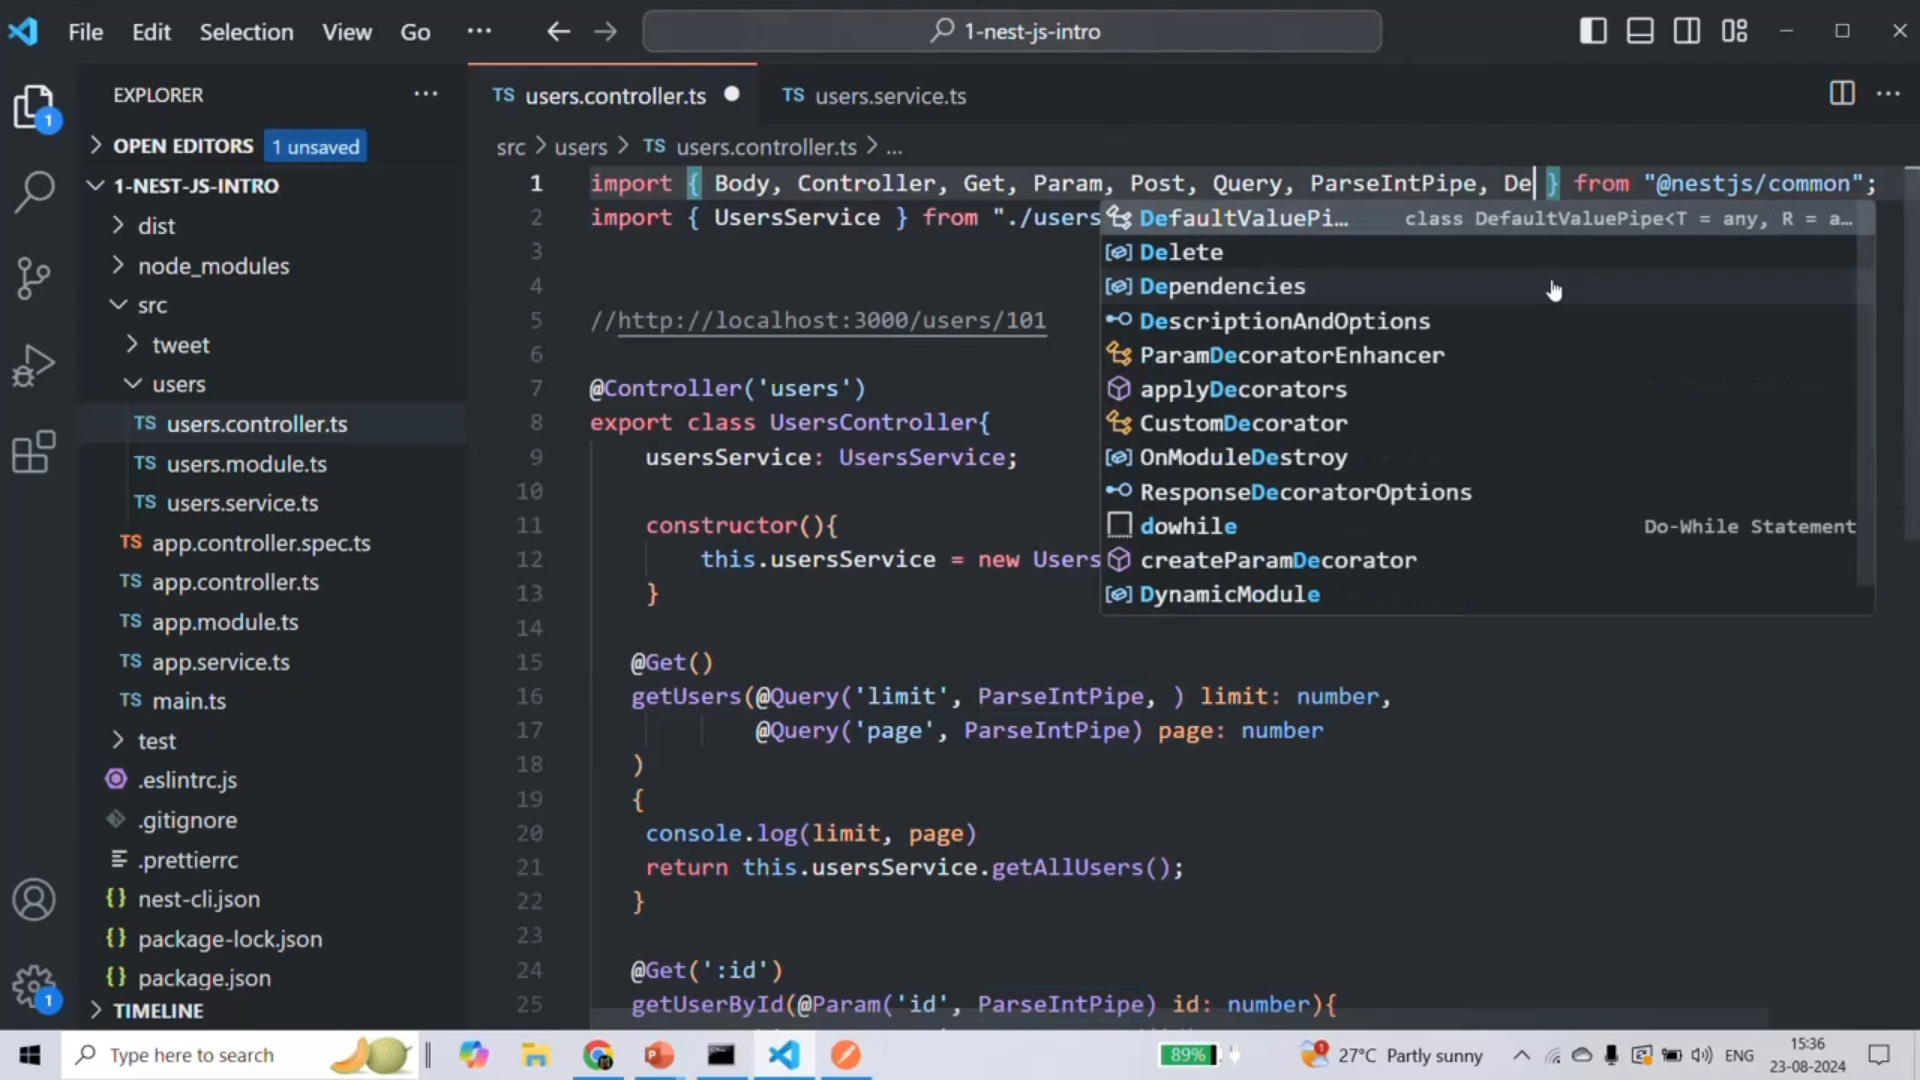 File Edit Selection View Go ···
1-nest-js-intro
EXPLORER
1
OPEN EDITORS 1 unsaved
1-NEST-JS-INTRO
dist
node_modules
src
tweet
users
TS users.controller.ts
TS users.module.ts
TS users.service.ts
TS app.controller.spec.ts
TS app.controller.ts
TS app.module.ts
TS app.service.ts
TS main.ts
test
.eslintrc.js
.gitignore
.prettierrc
{} nest-cli.json
{} package-lock.json
{} package.json
1
TIMELINE
TS users.controller.ts
TS users.service.ts
src > users > TS users.controller.ts > ...
1 import { Body, Controller, Get, Param, Post, Query, ParseIntPipe, De } from "@nestjs/common";
2 import { UsersService } from "./users
3
4
5 //http://localhost:3000/users/101
6
7 @Controller('users')
8 export class UsersController{
9 usersService: UsersService;
10
11 constructor(){
12 this.usersService = new Users
13 }
14
15 @Get()
16 getUsers(@Query('limit', ParseIntPipe, ) limit: number,
17 @Query('page', ParseIntPipe) page: number
18 )
19 {
20 console.log(limit, page)
21 return this.usersService.getAllUsers();
22 }
23
24 @Get(':id')
25 getUserById(@Param('id', ParseIntPipe) id: number){
DefaultValuePi… class DefaultValuePipe<T = any, R = a…
Delete
Dependencies
DescriptionAndOptions
ParamDecoratorEnhancer
applyDecorators
CustomDecorator
OnModuleDestroy
ResponseDecoratorOptions
dowhile Do-While Statement
createParamDecorator
DynamicModule
Type here to search
89%
1
27°C Partly sunny
ENG
15:36
23-08-2024